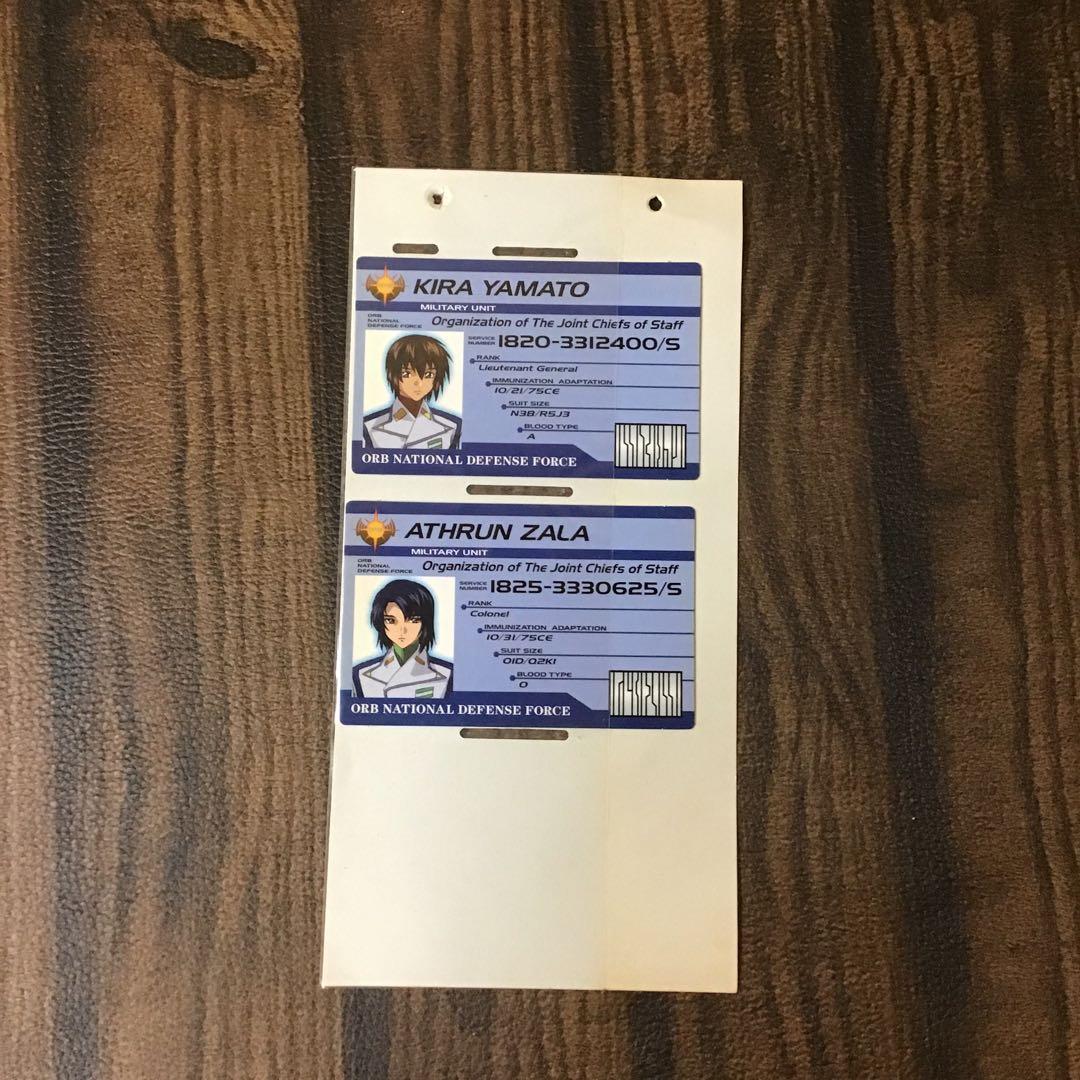 KIRA YAMATO
MILITARY UNIT
ORB
NATIONAL
DEFENSE FORCE
Organization of The Joint Chiefs of Staff
SERVICE
NUMBER
1820-3312400/S
RANK
Lieutenant General
IMMUNIZATION ADAPTATION
10/21/75CE
SUIT SIZE
N3B/R5J3
BLOOD TYPE
A
ORB NATIONAL DEFENSE FORCE
ATHRUN ZALA
MILITARY UNIT
ORB
NATIONAL
DEFENSE FORCE
Organization of The Joint Chiefs of Staff
SERVICE
NUMBER
1825-3330625/S
RANK
Colonel
IMMUNIZATION ADAPTATION
10/31/75CE
SUIT SIZE
O1D/Q2K1
BLOOD TYPE
O
ORB NATIONAL DEFENSE FORCE